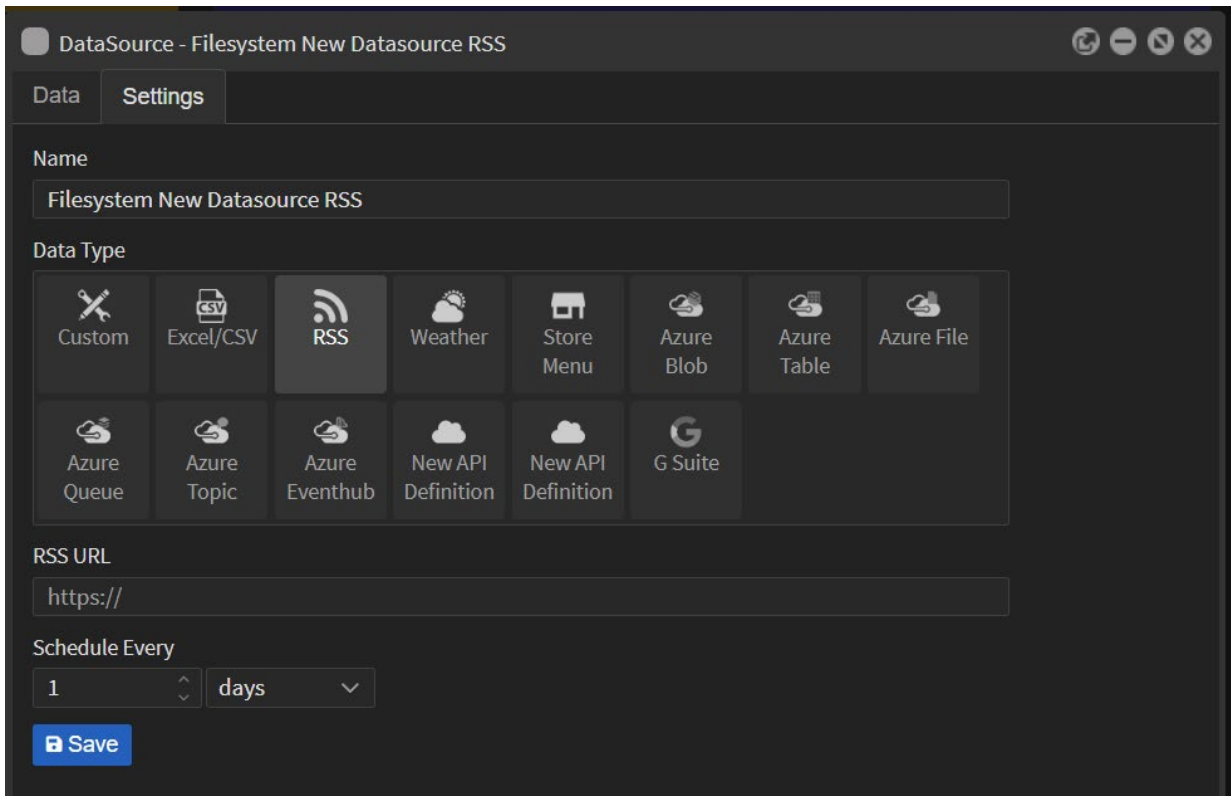 DataSource - Filesystem New Datasource RSS
Data
Settings
Name
Filesystem New Datasource RSS
Data Type
Custom
CSV
Excel/CSV
RSS
Weather
Store
Menu
Azure
Blob
Azure
Table
Azure File
Azure
Queue
Azure
Topic
Azure
Eventhub
New API
Definition
New API
Definition
G Suite
RSS URL
https://
Schedule Every
1
days
Save